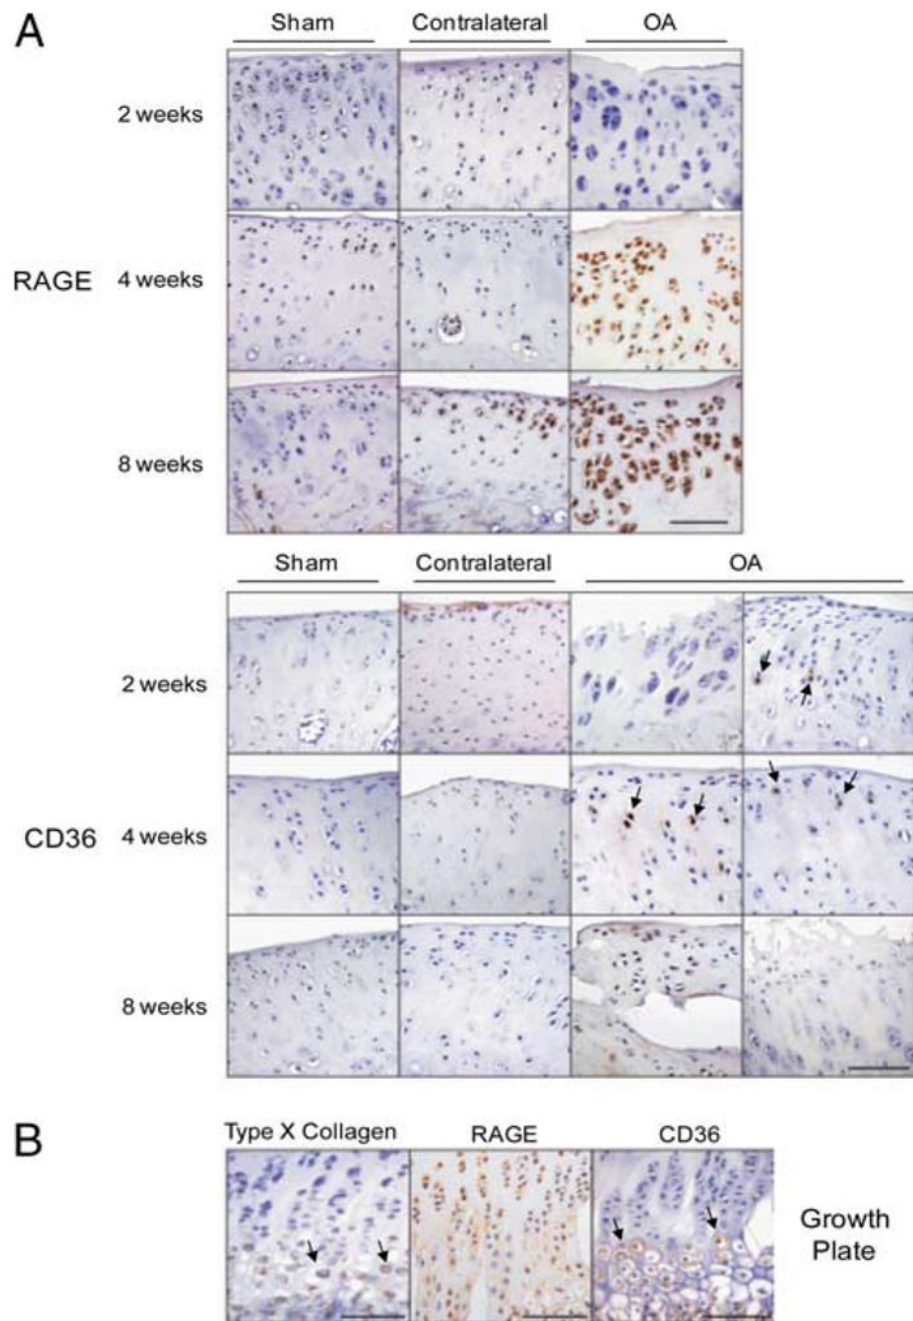 A
Sham Contralateral OA
2 weeks
RAGE 4 weeks
8 weeks
Sham Contralateral OA
2 weeks
CD36 4 weeks
8 weeks
B
Type X Collagen RAGE CD36
Growth
Plate